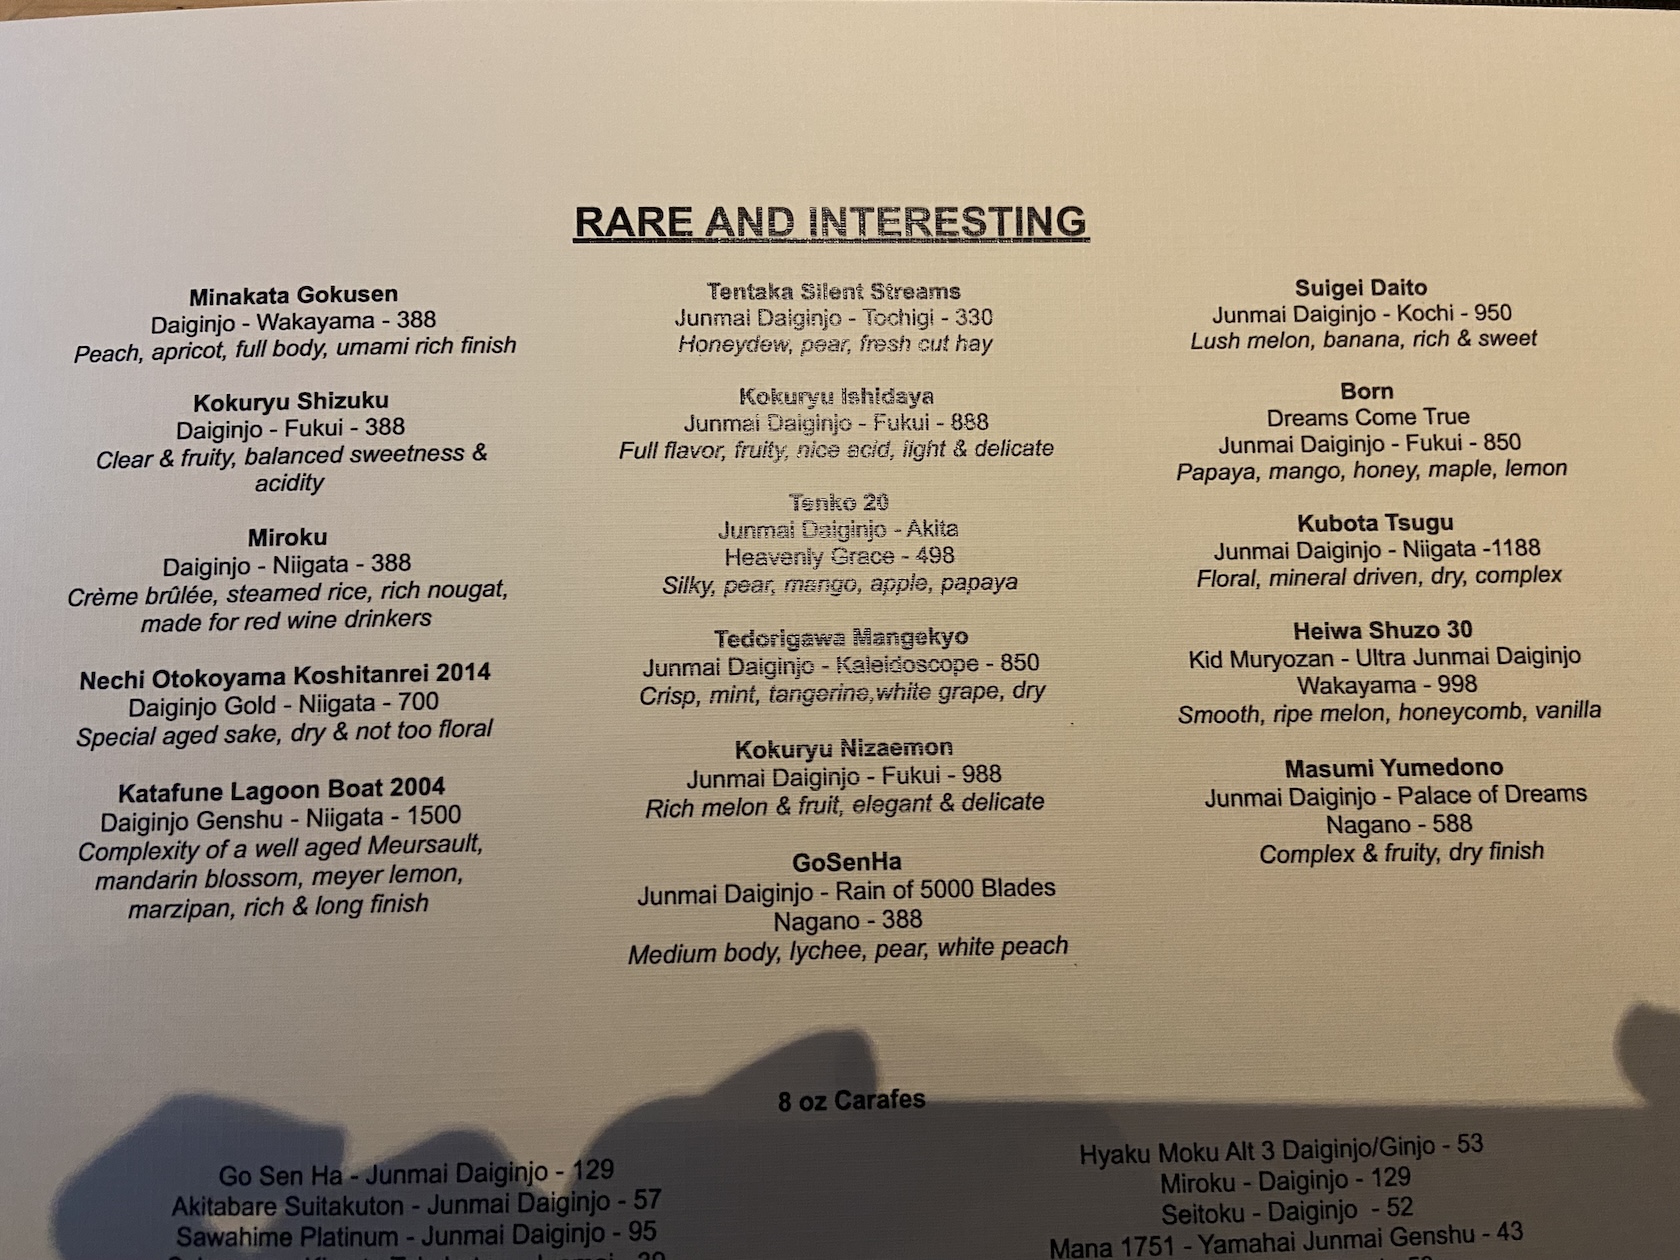 RARE AND INTERESTING
Minakata Gokusen
Daiginjo - Wakayama - 388
Peach, apricot, full body, umami rich finish
Kokuryu Shizuku
Daiginjo - Fukui - 388
Clear & fruity, balanced sweetness &
acidity
Miroku
Daiginjo - Niigata - 388
Crème brûlée, steamed rice, rich nougat,
made for red wine drinkers
Nechi Otokoyama Koshitanrei 2014
Daiginjo Gold - Niigata - 700
Special aged sake, dry & not too floral
Katafune Lagoon Boat 2004
Daiginjo Genshu - Niigata - 1500
Complexity of a well aged Meursault,
mandarin blossom, meyer lemon,
marzipan, rich & long finish
Tentaka Silent Streams
Junmai Daiginjo - Tochigi - 330
Honeydew, pear, fresh cut hay
Kokuryu Ishidaya
Junmai Daiginjo - Fukui - 888
Full flavor, fruity, nice acid, light & delicate
Tenko 20
Junmai Daiginjo - Akita
Heavenly Grace - 498
Silky, pear, mango, apple, papaya
Tedorigawa Mangekyo
Junmai Daiginjo - Kaleidoscope - 850
Crisp, mint, tangerine,white grape, dry
Kokuryu Nizaemon
Junmai Daiginjo - Fukui - 988
Rich melon & fruit, elegant & delicate
GoSenHa
Junmai Daiginjo - Rain of 5000 Blades
Nagano - 388
Medium body, lychee, pear, white peach
Suigei Daito
Junmai Daiginjo - Kochi - 950
Lush melon, banana, rich & sweet
Born
Dreams Come True
Junmai Daiginjo - Fukui - 850
Papaya, mango, honey, maple, lemon
Kubota Tsugu
Junmai Daiginjo - Niigata -1188
Floral, mineral driven, dry, complex
Heiwa Shuzo 30
Kid Muryozan - Ultra Junmai Daiginjo
Wakayama - 998
Smooth, ripe melon, honeycomb, vanilla
Masumi Yumedono
Junmai Daiginjo - Palace of Dreams
Nagano - 588
Complex & fruity, dry finish
8 oz Carafes
Go Sen Ha - Junmai Daiginjo - 129
Akitabare Suitakuton - Junmai Daiginjo - 57
Sawahime Platinum - Junmai Daiginjo - 95
Hyaku Moku Alt 3 Daiginjo/Ginjo - 53
Miroku - Daiginjo - 129
Seitoku - Daiginjo - 52
Mana 1751 - Yamahai Junmai Genshu - 43